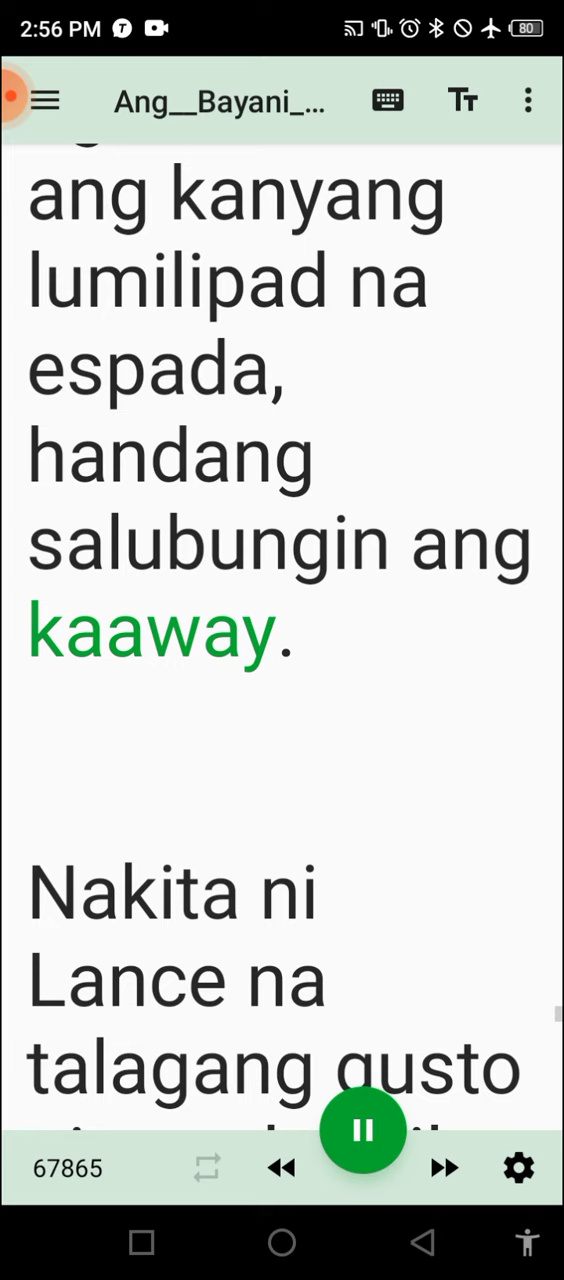 2:56 PM
80
Ang__Bayani_...
ang kanyang
lumilipad na
espada,
handang
salubungin ang
kaaway.
Nakita ni
Lance na
talagang gusto
67865